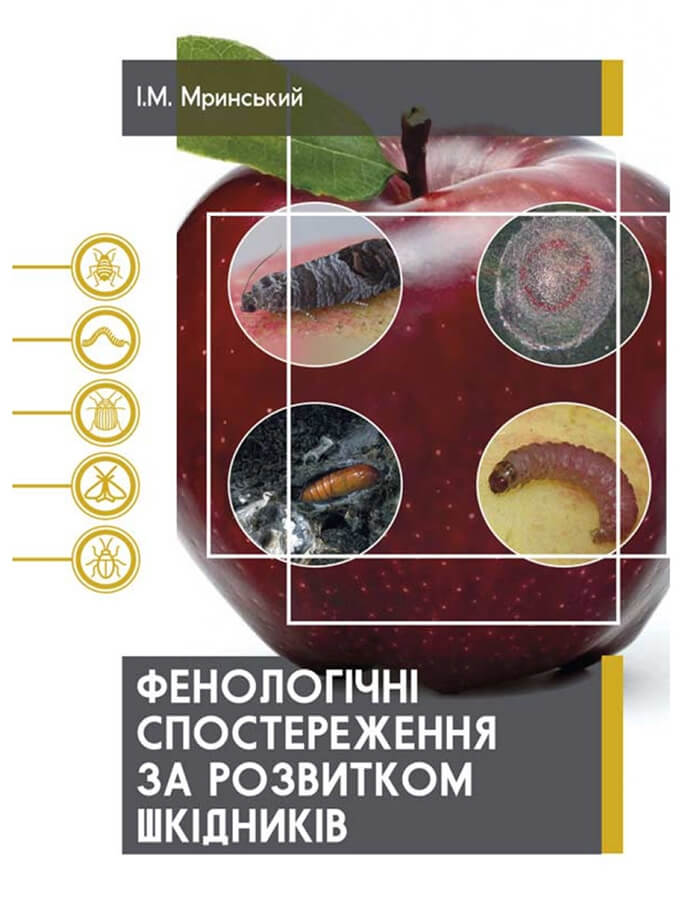 І.М. Мринський
ФЕНОЛОГІЧНІ
СПОСТЕРЕЖЕННЯ
ЗА РОЗВИТКОМ
ШКІДНИКІВ